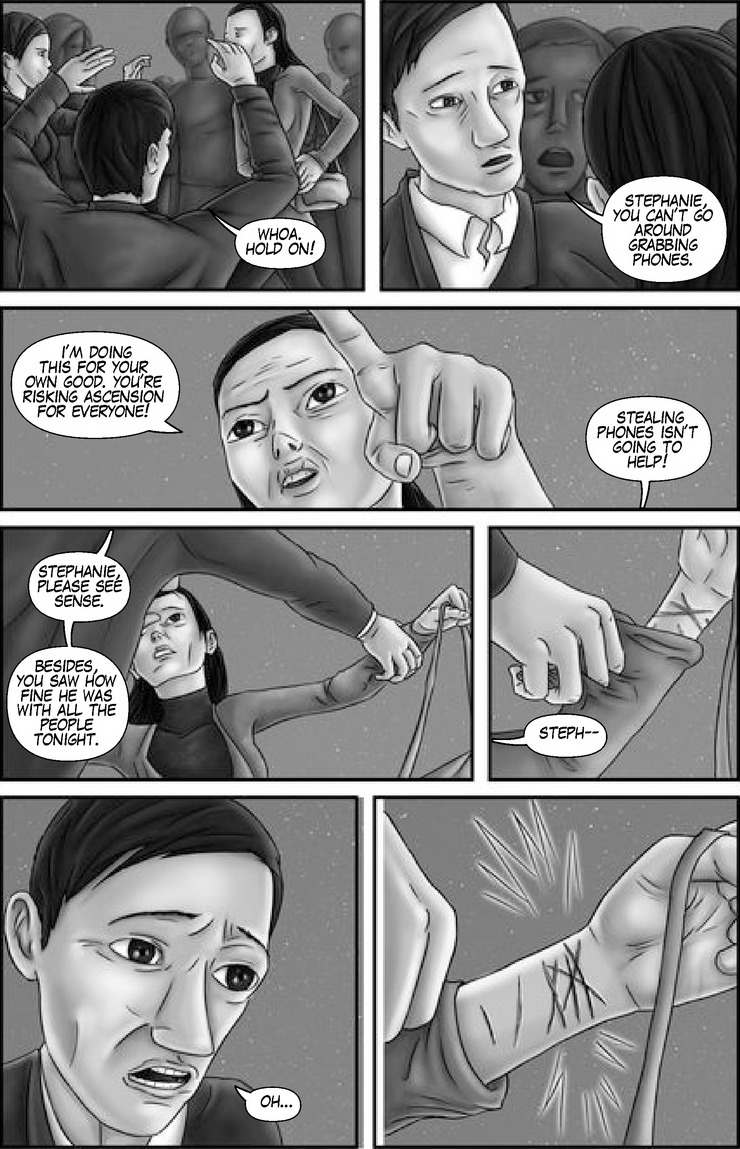 WHOA.
HOLD ON!
STEPHANIE,
YOU CAN'T GO
AROUND
GRABBING
PHONES.
I'M DOING
THIS FOR YOUR
OWN GOOD. YOU'RE
RISKING ASCENSION
FOR EVERYONE!
STEALING
PHONES ISN'T
GOING TO
HELP!
STEPHANIE,
PLEASE SEE
SENSE.
BESIDES,
YOU SAW HOW
FINE HE WAS
WITH ALL THE
PEOPLE
TONIGHT.
STEPH--
OH...